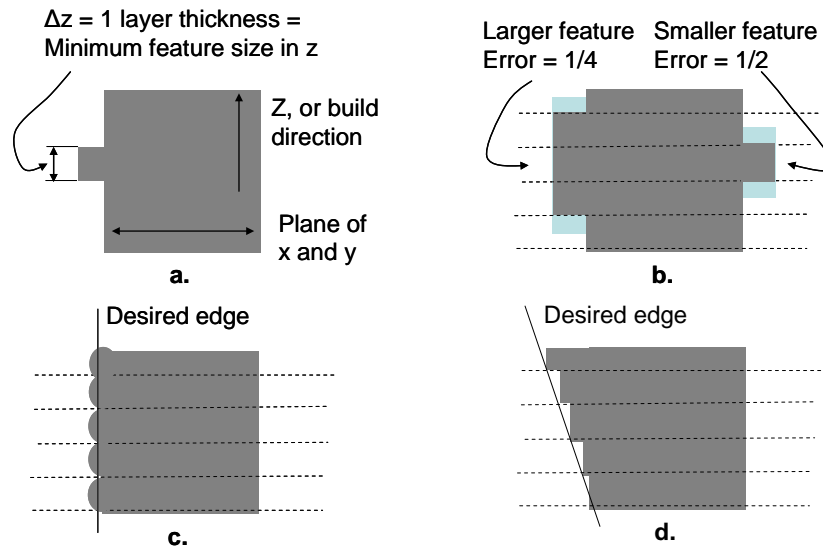 Δz = 1 layer thickness =
Minimum feature size in z
Z, or build
direction
Plane of
x and y
a.
Larger feature
Error = 1/4
Smaller feature
Error = 1/2
b.
Desired edge
c.
Desired edge
d.